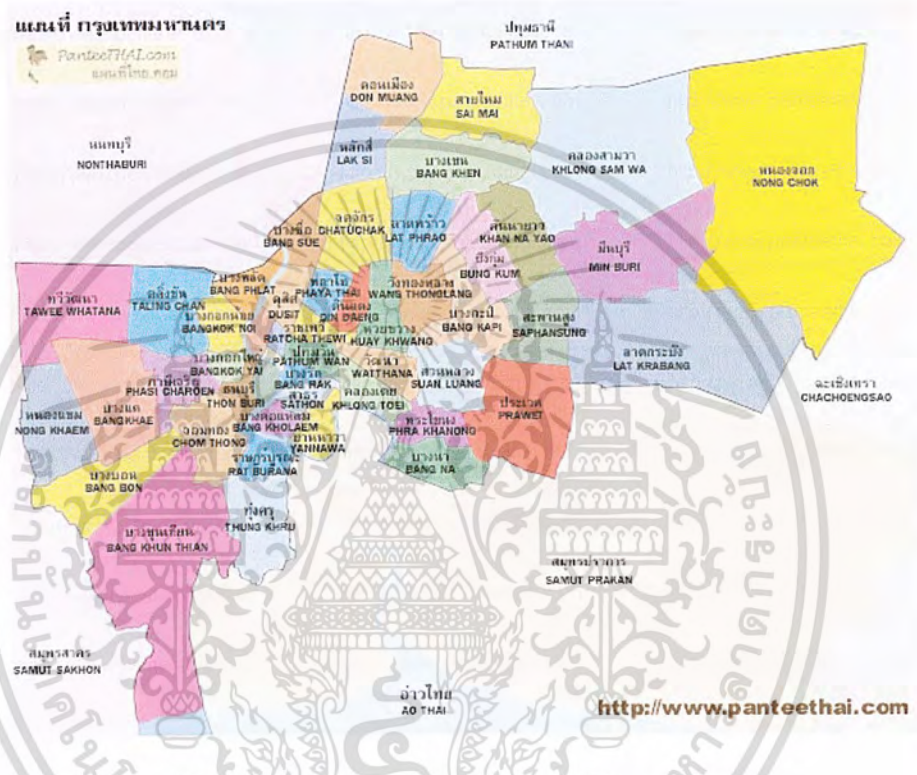 แผนที่ กรุงเทพมหานคร
PanteeTHAI.com
แผนที่ไทย.คอม
ปทุมธานี
PATHUM THANI
นนทบุรี
NONTHABURI
ดอนเมือง
DON MUANG
สายไหม
SAI MAI
หลักสี่
LAK SI
บางเขน
BANG KHEN
คลองสามวา
KHLONG SAM WA
หนองจอก
NONG CHOK
บางซื่อ
BANG SUE
จตุจักร
CHATUCHAK
ลาดพร้าว
LAT PHRAO
คันนายาว
KHAN NA YAO
บึงกุ่ม
BUNG KUM
มีนบุรี
MIN BURI
ทวีวัฒนา
TAWEE WHATANA
ตลิ่งชัน
TALING CHAN
บางพลัด
BANG PHLAT
ดุสิต
DUSIT
พญาไท
PHAYA THAI
ดินแดง
DIN DAENG
วังทองหลาง
WANG THONGLANG
บางกะปิ
BANG KAPI
สะพานสูง
SAPHANSUNG
บางกอกน้อย
BANGKOK NOI
ราชเทวี
RATCHA THEWI
ห้วยขวาง
HUAY KHWANG
ลาดกระบัง
LAT KRABANG
บางกอกใหญ่
BANGKOK YAI
ปทุมวัน
PATHUM WAN
วัฒนา
WATTHANA
สวนหลวง
SUAN LUANG
ฉะเชิงเทรา
CHACHOENGSAO
หนองแขม
NONG KHAEM
บางแค
BANGKHAE
ภาษีเจริญ
PHASI CHAROEN
ธนบุรี
THON BURI
บางรัก
BANG RAK
สาธร
SATHON
คลองเตย
KHLONG TOEI
ประเวศ
PRAWET
จอมทอง
CHOM THONG
บางคอแหลม
BANG KHOLAEM
ยานนาวา
YANNAWA
พระโขนง
PHRA KHANONG
บางนา
BANG NA
บางบอน
BANG BON
ราษฎร์บูรณะ
RAT BURANA
ทุ่งครุ
THUNG KHRU
บางขุนเทียน
BANG KHUN THIAN
สมุทรปราการ
SAMUT PRAKAN
สมุทรสาคร
SAMUT SAKHON
อ่าวไทย
AO THAI
http://www.panteethai.com